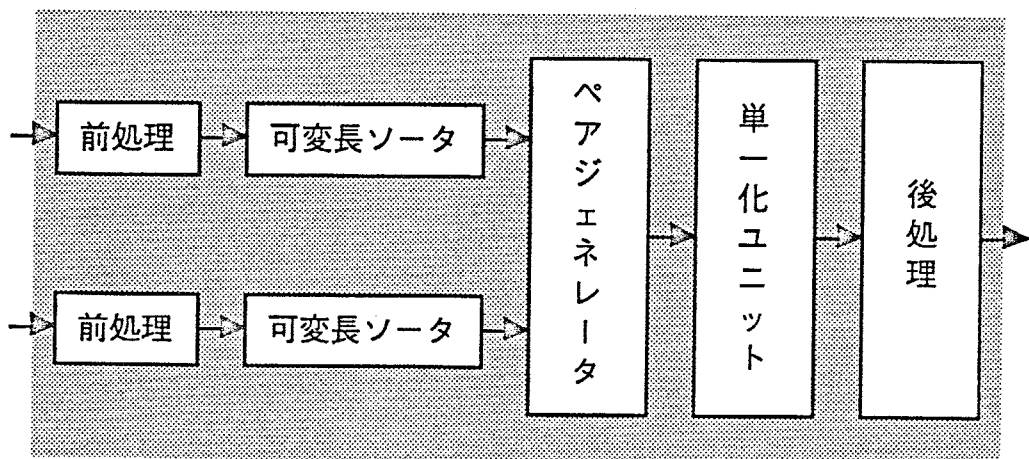 前処理
可変長ソータ
前処理
可変長ソータ
ペアジェネレータ
単一化ユニット
後処理